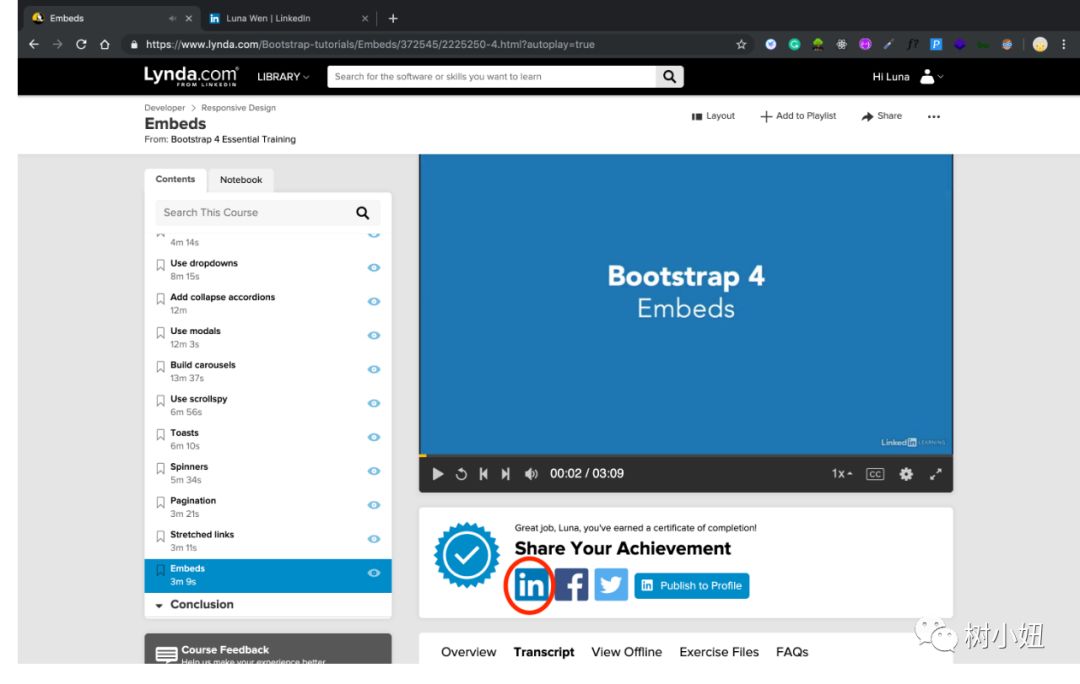 Embeds
Luna Wen | LinkedIn
https://www.lynda.com/Bootstrap-tutorials/Embeds/372545/2225250-4.html?autoplay=true
Lynda.com
FROM LINKEDIN
LIBRARY
Search for the software or skills you want to learn
Hi Luna
Developer > Responsive Design
Embeds
From: Bootstrap 4 Essential Training
Layout
Add to Playlist
Share
Contents
Notebook
Search This Course
4m 14s
Use dropdowns
8m 15s
Add collapse accordions
12m
Use modals
12m 3s
Build carousels
13m 37s
Use scrollspy
6m 56s
Toasts
6m 10s
Spinners
5m 34s
Pagination
3m 21s
Stretched links
3m 11s
Embeds
3m 9s
Conclusion
Course Feedback
Help us make your experience better
Bootstrap 4
Embeds
Linked in LEARNING
00:02 / 03:09
1x
CC
Great job, Luna, you've earned a certificate of completion!
Share Your Achievement
in
f
in Publish to Profile
Overview
Transcript
View Offline
Exercise Files
FAQs
树小妞